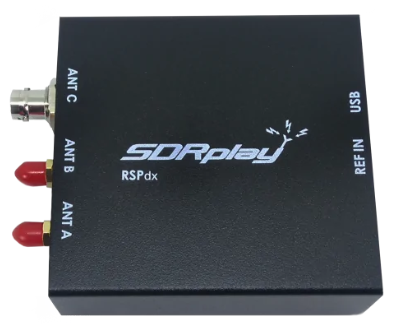 ANT C
ANT B
ANT A
SDRplay
RSPdx
USB
REF IN